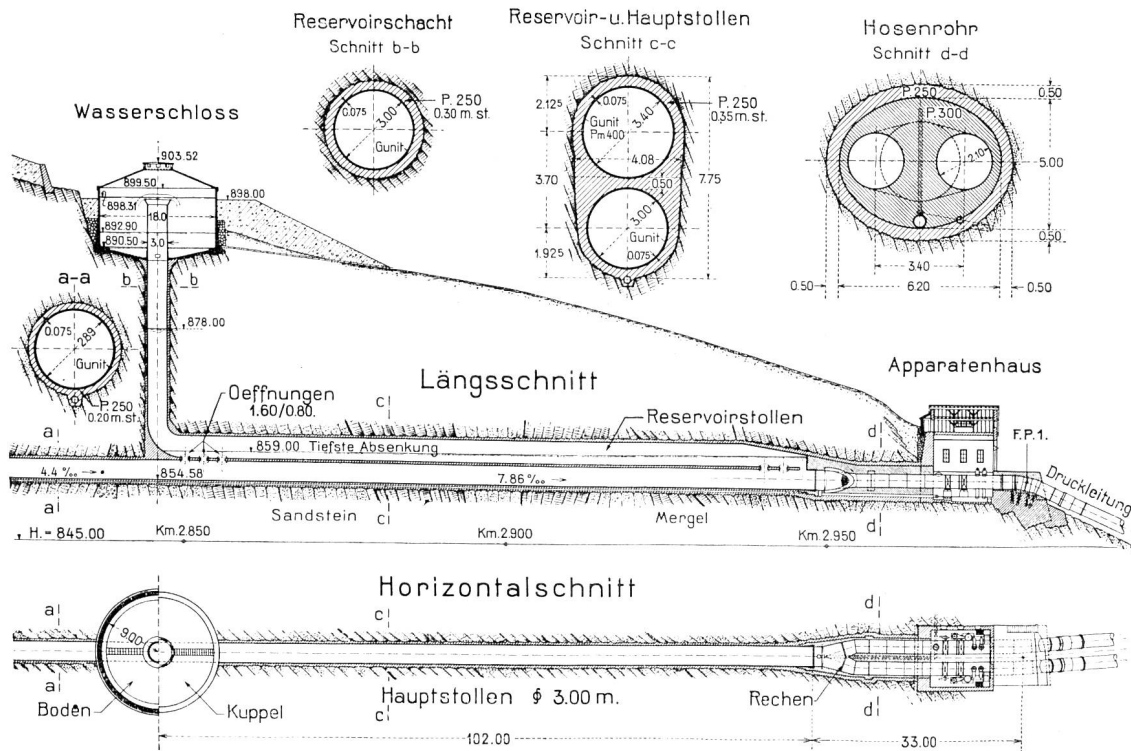 Reservoirschacht
Schnitt b-b
0.075
3.00
Gunit
P. 250
0.30 m. st.
Reservoir-u. Hauptstollen
Schnitt c-c
2.125
3.70
1.925
0.075
Gunit
Pm 400
3.40
4.08
0.50
3.00
Gunit
0.075
P. 250
0.35 m. st.
7.75
Hosenrohr
Schnitt d-d
P. 250
P. 300
2.10
0.50
5.00
0.50
3.40
0.50
6.20
0.50
Wasserschloss
903.52
899.50
898.00
898.31
18.0
892.90
890.50
3.0
b
b
878.00
a-a
0.075
2.89
Gunit
P. 250
0.20 m. st.
Längsschnitt
Apparatenhaus
Oeffnungen
1.60/0.80.
c
Reservoirstollen
d
F.P.1.
a
859.00 Tiefste Absenkung
4.4 ‰
854.58
7.86 ‰
Druckleitung
a
Sandstein
c
Mergel
d
H. = 845.00
Km. 2.850
Km. 2.900
Km. 2.950
Horizontalschnitt
a
c
d
9.00
a
Boden
Kuppel
Hauptstollen ϕ 3.00 m.
c
Rechen
d
102.00
33.00